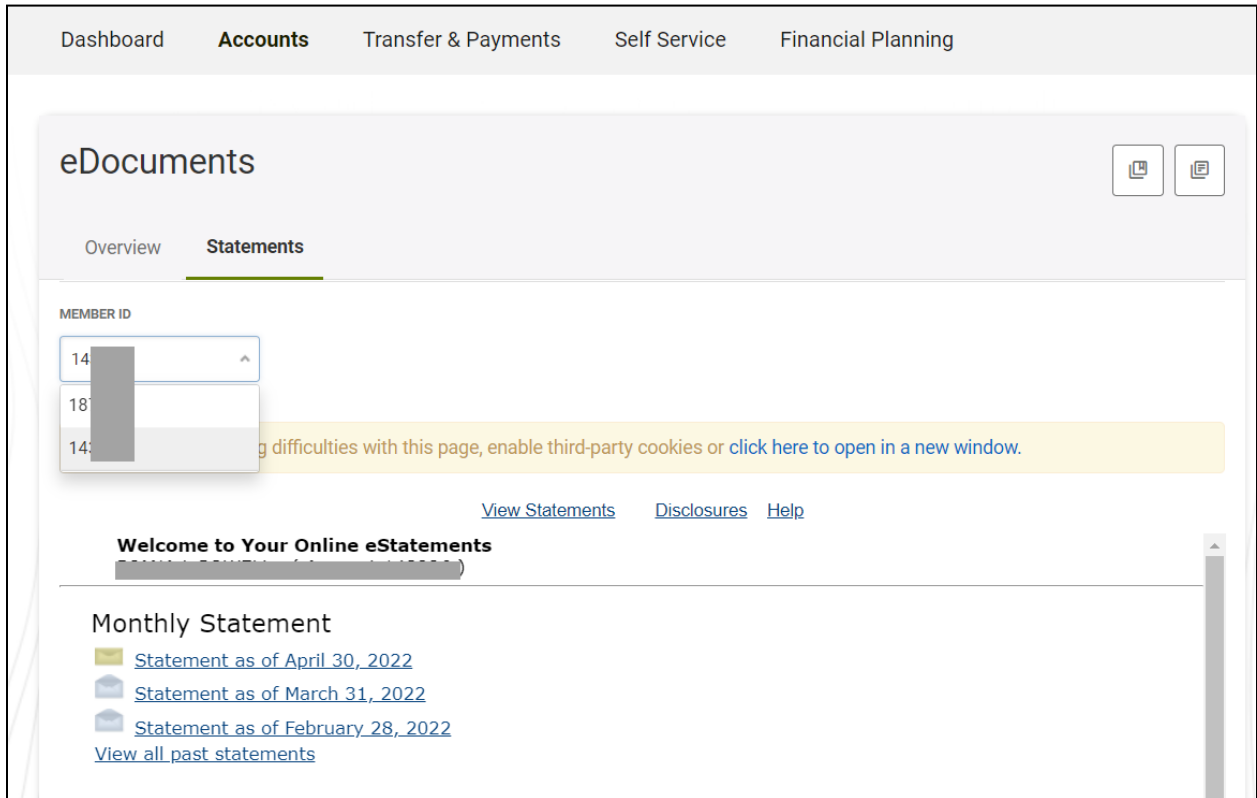 Dashboard Accounts Transfer & Payments Self Service Financial Planning
eDocuments
Overview Statements
MEMBER ID
14
18
14
difficulties with this page, enable third-party cookies or click here to open in a new window.
View Statements Disclosures Help
Welcome to Your Online eStatements
Monthly Statement
Statement as of April 30, 2022
Statement as of March 31, 2022
Statement as of February 28, 2022
View all past statements